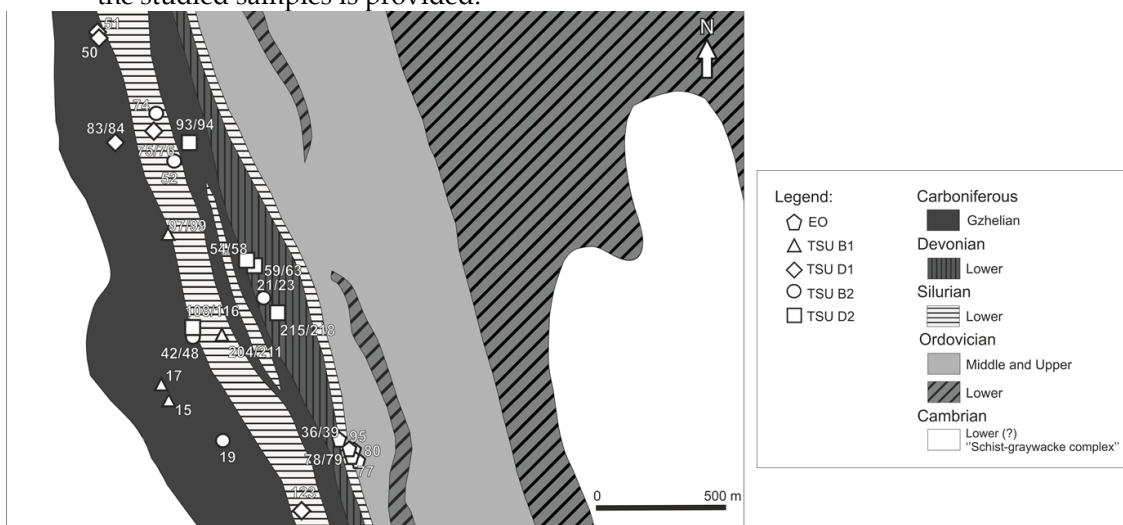 the studied samples is provided.
51
50
N
74
83/84
93/94
75/76
52
97/99
54/58
59/63
21/23
108/116
215/218
42/48
204/211
17
15
36/39
95
80
78/79
77
19
123
0 500 m
Legend:
EO
TSU B1
TSU D1
TSU B2
TSU D2
Carboniferous
Gzhelian
Devonian
Lower
Silurian
Lower
Ordovician
Middle and Upper
Lower
Cambrian
Lower (?)
"Schist-graywacke complex"